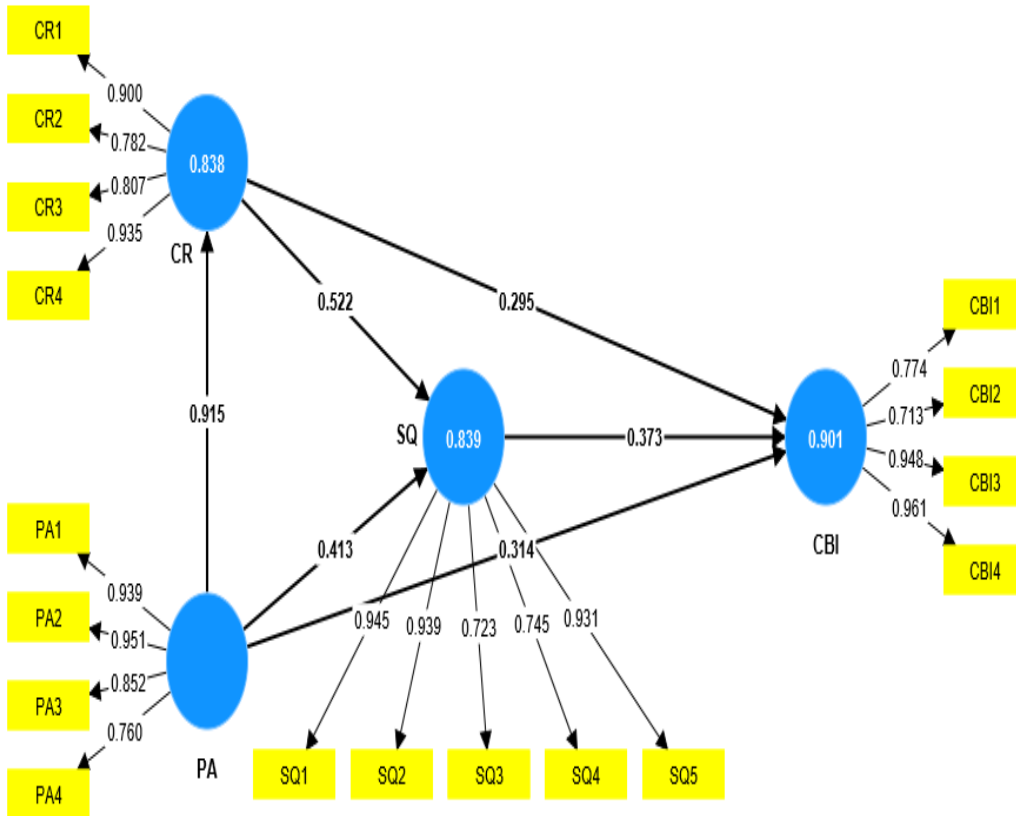 CR1
0.900
CR2
0.782
CR3
0.807
CR4
0.935
0.838
CR
0.522
0.295
0.915
SQ
0.839
0.373
0.901
CBI
CBI1
0.774
CBI2
0.713
CBI3
0.948
CBI4
0.961
0.413
0.314
PA1
0.939
PA2
0.951
PA3
0.852
PA4
0.760
PA
0.945
0.939
0.723
0.745
0.931
SQ1
SQ2
SQ3
SQ4
SQ5